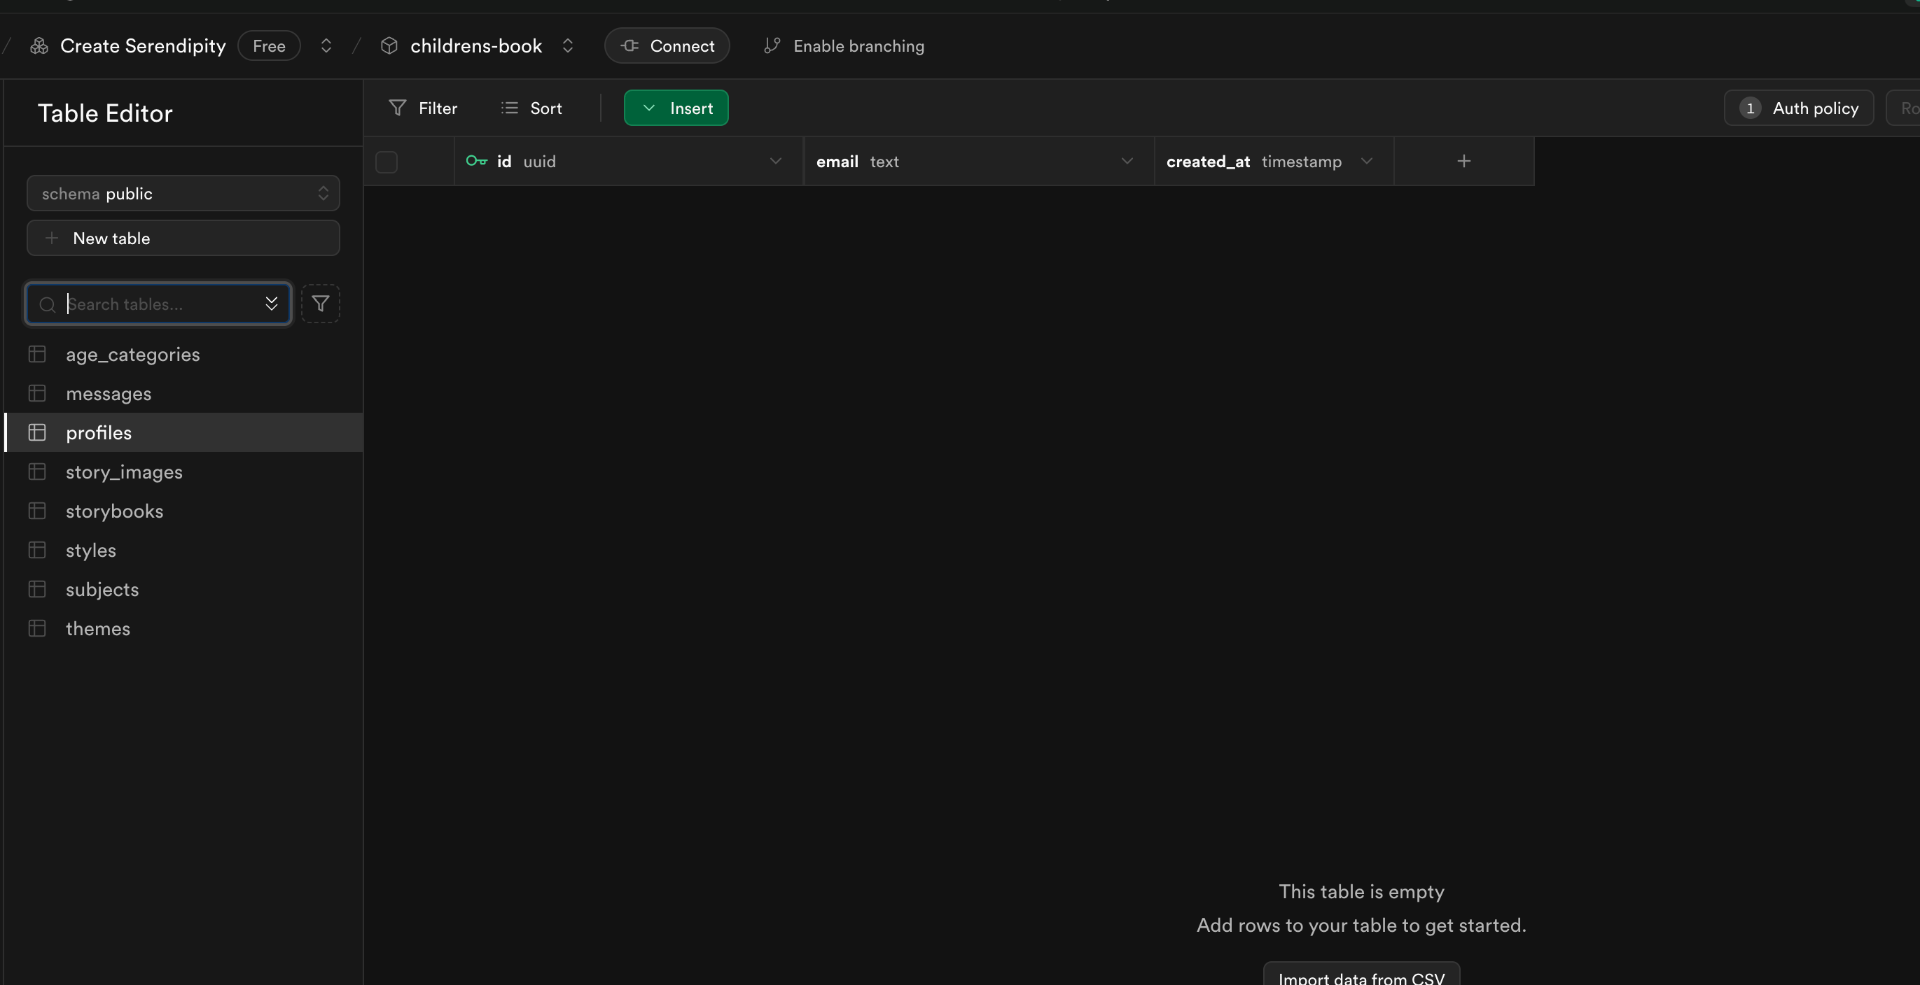 Create Serendipity Free childrens-book Connect Enable branching
Table Editor
Filter Sort Insert 1 Auth policy
id uuid email text created_at timestamp
schema public
New table
Search tables...
age_categories
messages
profiles
story_images
storybooks
styles
subjects
themes
This table is empty
Add rows to your table to get started.
Import data from CSV